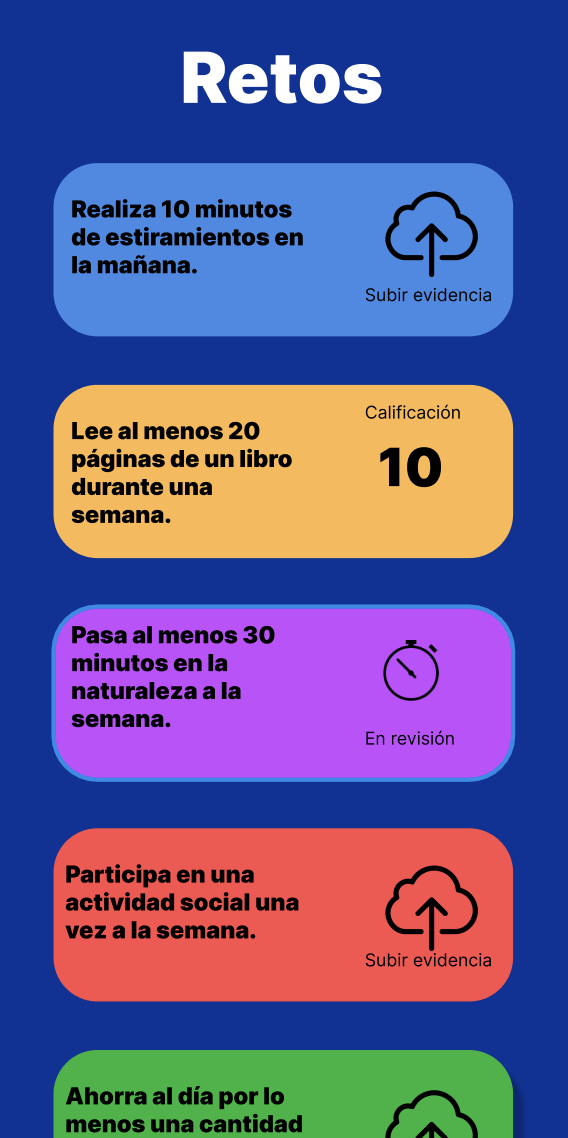 Retos
Realiza 10 minutos
de estiramientos en
la mañana.
Subir evidencia
Lee al menos 20
páginas de un libro
durante una
semana.
Calificación
10
Pasa al menos 30
minutos en la
naturaleza a la
semana.
En revisión
Participa en una
actividad social una
vez a la semana.
Subir evidencia
Ahorra al día por lo
menos una cantidad